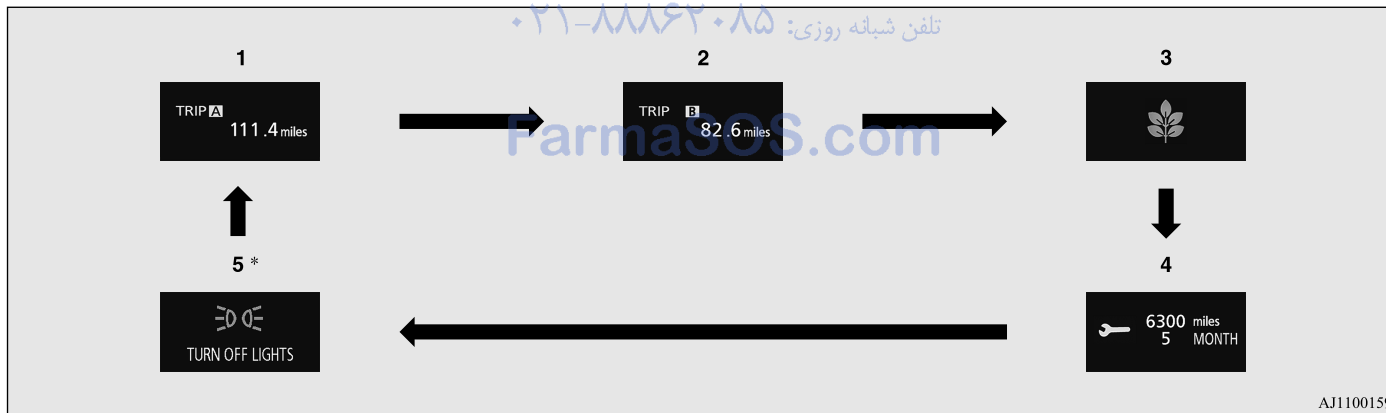 تلفن شبانه روزی: ۰۲۱-۸۸۸۶۲۰۸۵
1
2
3
TRIP A
111.4 miles
TRIP B
82.6 miles
FarmaSOS.com
5 *
4
TURN OFF LIGHTS
6300 miles
5 MONTH
AJ1100159